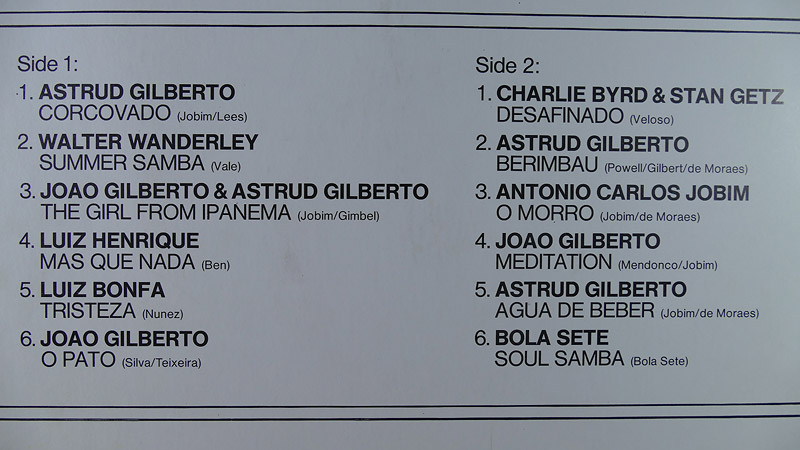 Side 1:
1. ASTRUD GILBERTO
CORCOVADO (Jobim/Lees)
2. WALTER WANDERLEY
SUMMER SAMBA (Vale)
3. JOAO GILBERTO & ASTRUD GILBERTO
THE GIRL FROM IPANEMA (Jobim/Gimbel)
4. LUIZ HENRIQUE
MAS QUE NADA (Ben)
5. LUIZ BONFA
TRISTEZA (Nunez)
6. JOAO GILBERTO
O PATO (Silva/Teixeira)
Side 2:
1. CHARLIE BYRD & STAN GETZ
DESAFINADO (Veloso)
2. ASTRUD GILBERTO
BERIMBAU (Powell/Gilbert/de Moraes)
3. ANTONIO CARLOS JOBIM
O MORRO (Jobim/de Moraes)
4. JOAO GILBERTO
MEDITATION (Mendonco/Jobim)
5. ASTRUD GILBERTO
AGUA DE BEBER (Jobim/de Moraes)
6. BOLA SETE
SOUL SAMBA (Bola Sete)